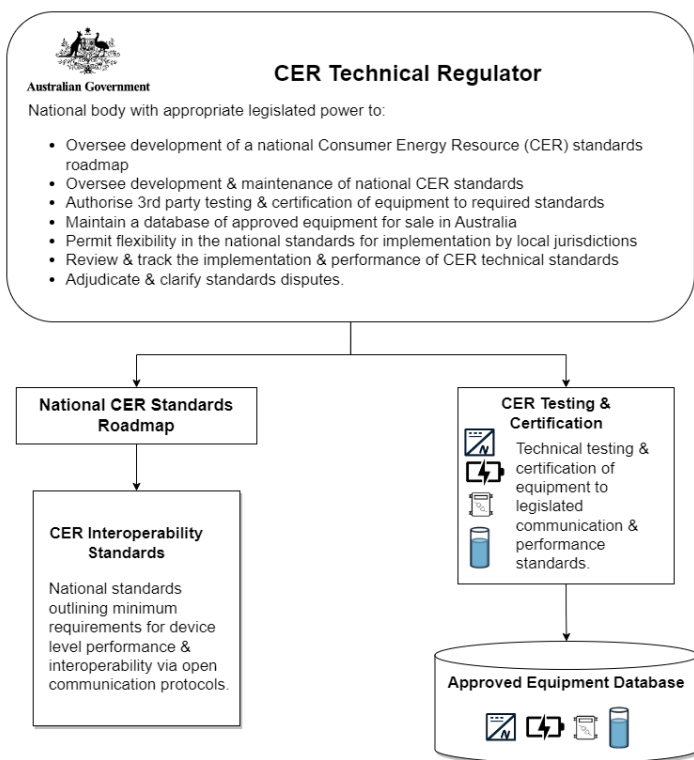 CER Technical Regulator
Australian Government
National body with appropriate legislated power to:
• Oversee development of a national Consumer Energy Resource (CER) standards
roadmap
• Oversee development & maintenance of national CER standards
• Authorise 3rd party testing & certification of equipment to required standards
• Maintain a database of approved equipment for sale in Australia
• Permit flexibility in the national standards for implementation by local jurisdictions
• Review & track the implementation & performance of CER technical standards
• Adjudicate & clarify standards disputes.
National CER Standards
Roadmap
CER Interoperability
Standards
National standards
outlining minimum
requirements for device
level performance &
interoperability via open
communication protocols.
CER Testing &
Certification
N
Technical testing &
certification of
equipment to
legislated
communication &
performance
standards.
Approved Equipment Database
N